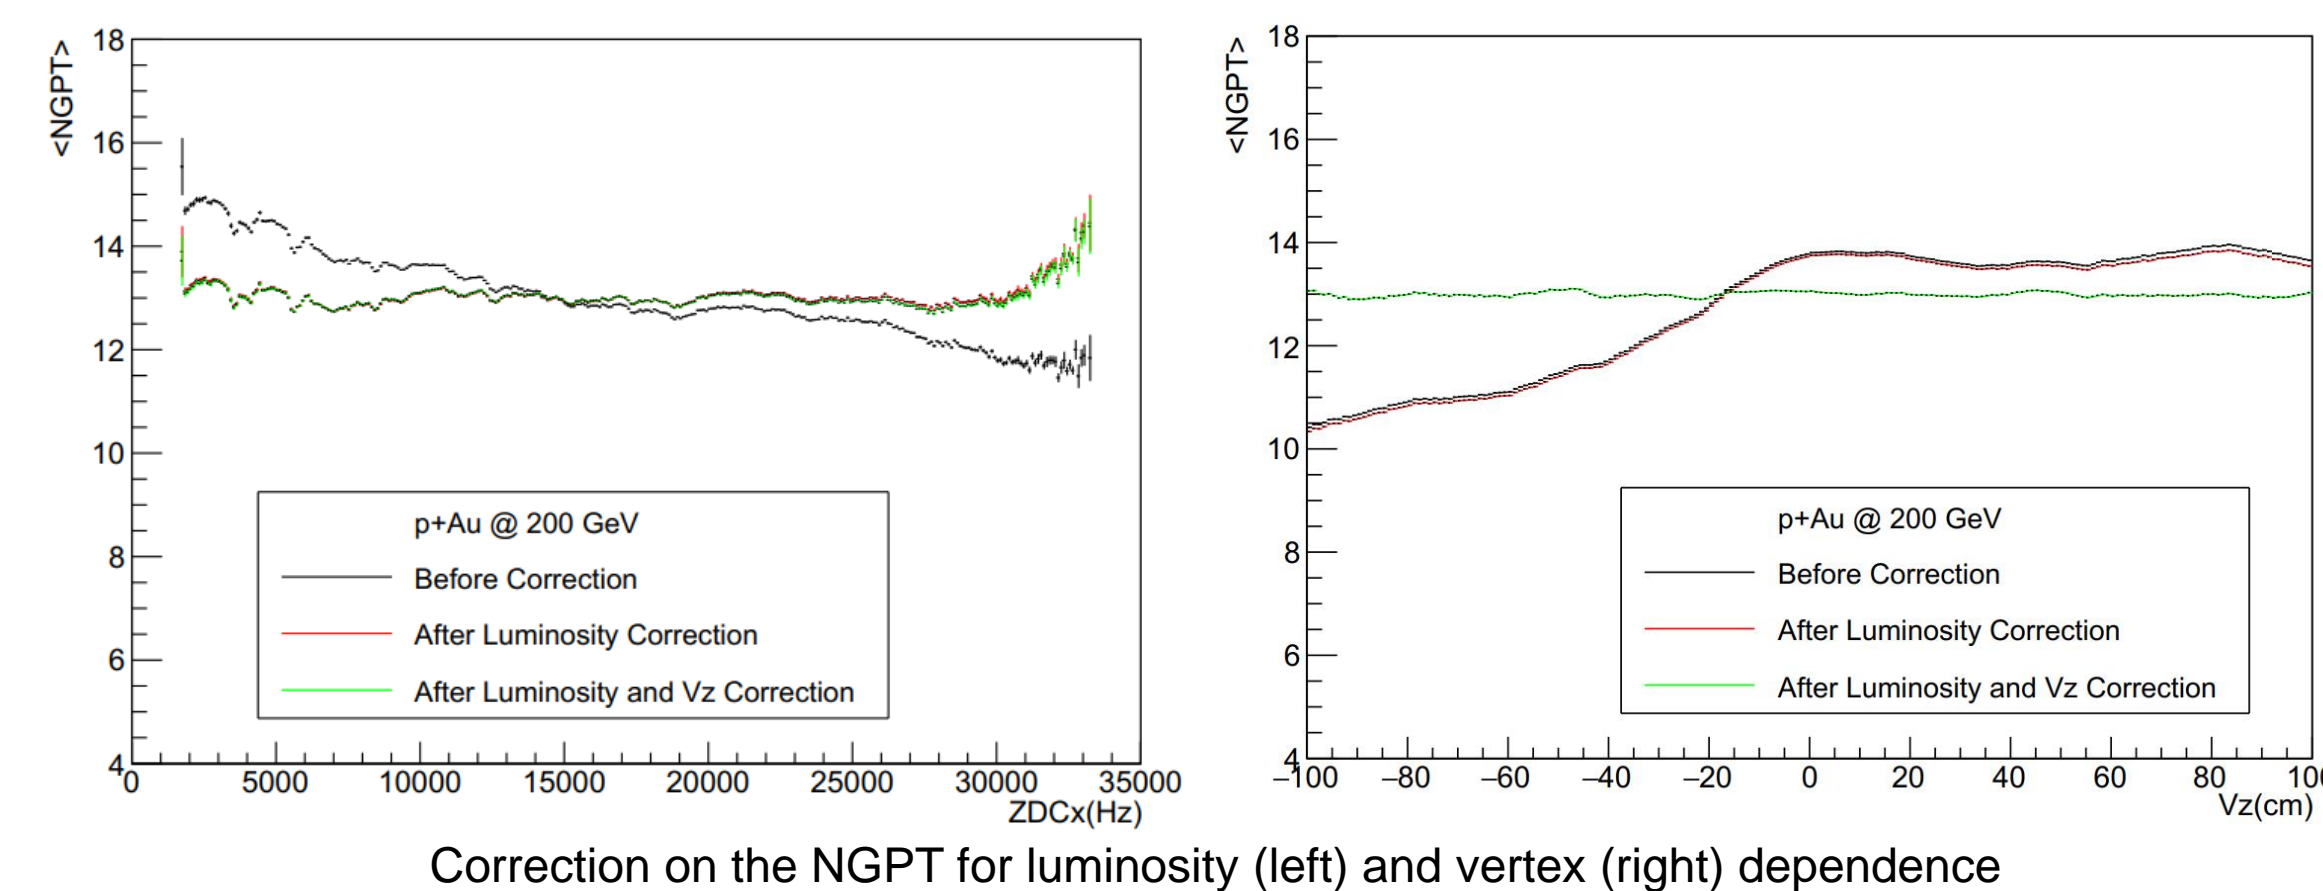 <NGPT>
18
16
14
12
10
8
6
4
p+Au @ 200 GeV
Before Correction
After Luminosity Correction
After Luminosity and Vz Correction
0 5000 10000 15000 20000 25000 30000 35000
ZDCx(Hz)
<NGPT>
18
16
14
12
10
8
6
4
p+Au @ 200 GeV
Before Correction
After Luminosity Correction
After Luminosity and Vz Correction
−100 −80 −60 −40 −20 0 20 40 60 80 10
Vz(cm)
Correction on the NGPT for luminosity (left) and vertex (right) dependence